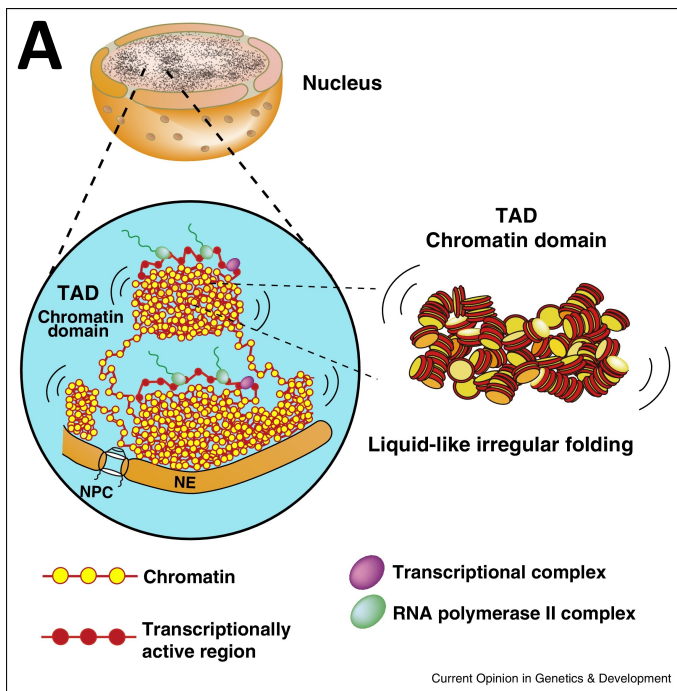 A
Nucleus
TAD
Chromatin domain
TAD
Chromatin
domain
Liquid-like irregular folding
NPC
NE
Chromatin
Transcriptional complex
RNA polymerase II complex
Transcriptionally
active region
Current Opinion in Genetics & Development